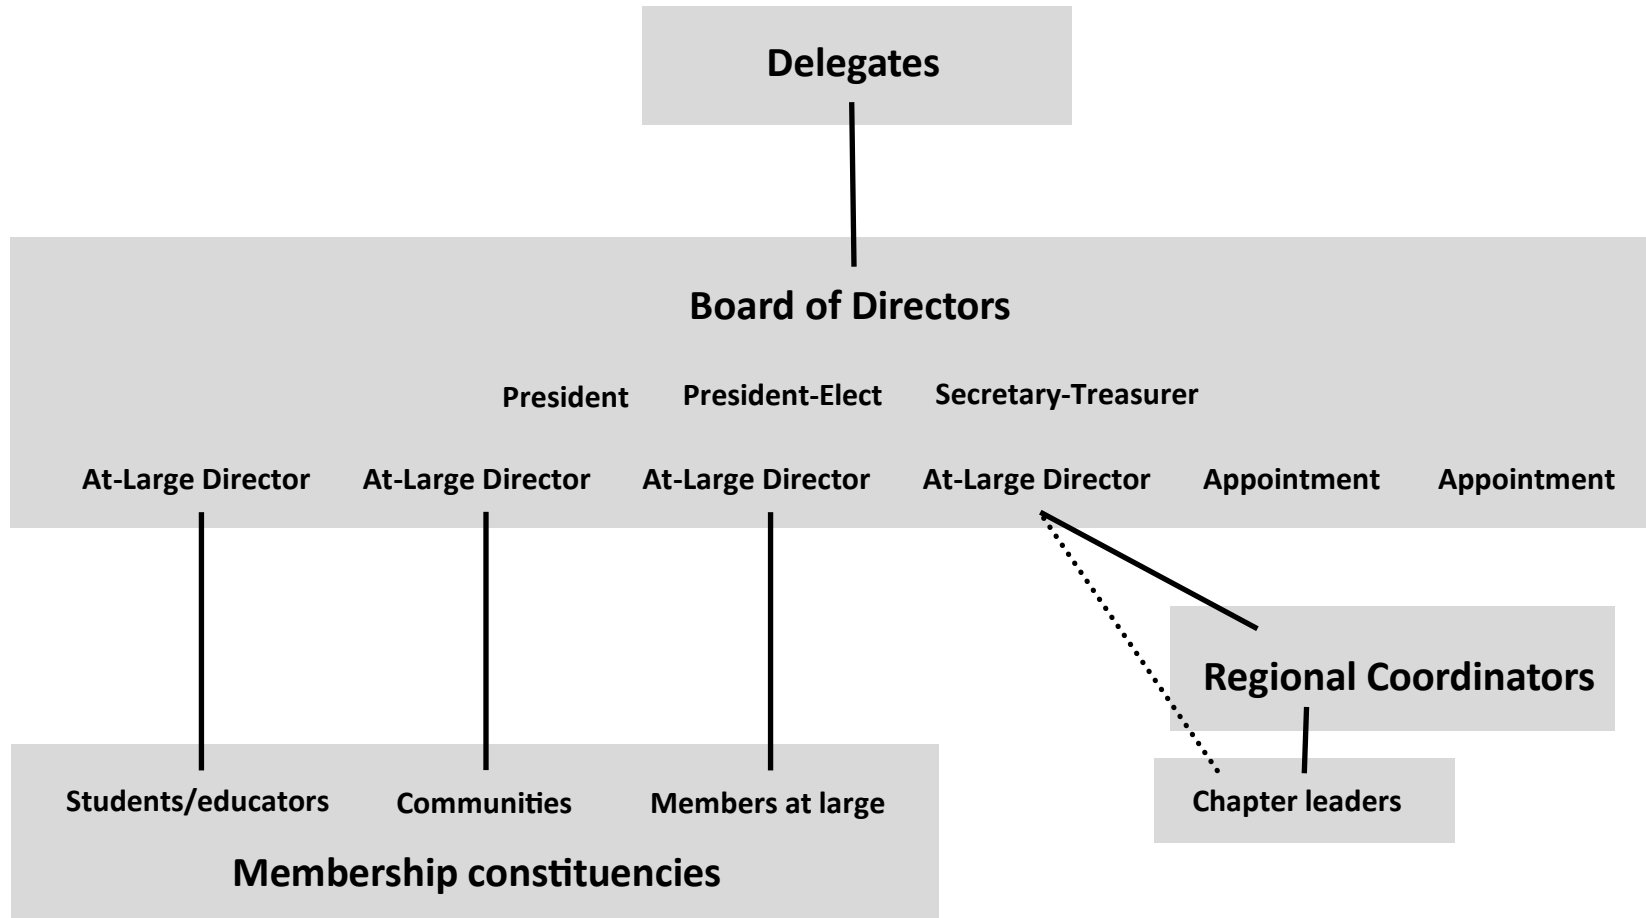 Delegates
Board of Directors
President President-Elect Secretary-Treasurer
At-Large Director At-Large Director At-Large Director At-Large Director Appointment Appointment
Regional Coordinators
Students/educators Communities Members at large Chapter leaders
Membership constituencies